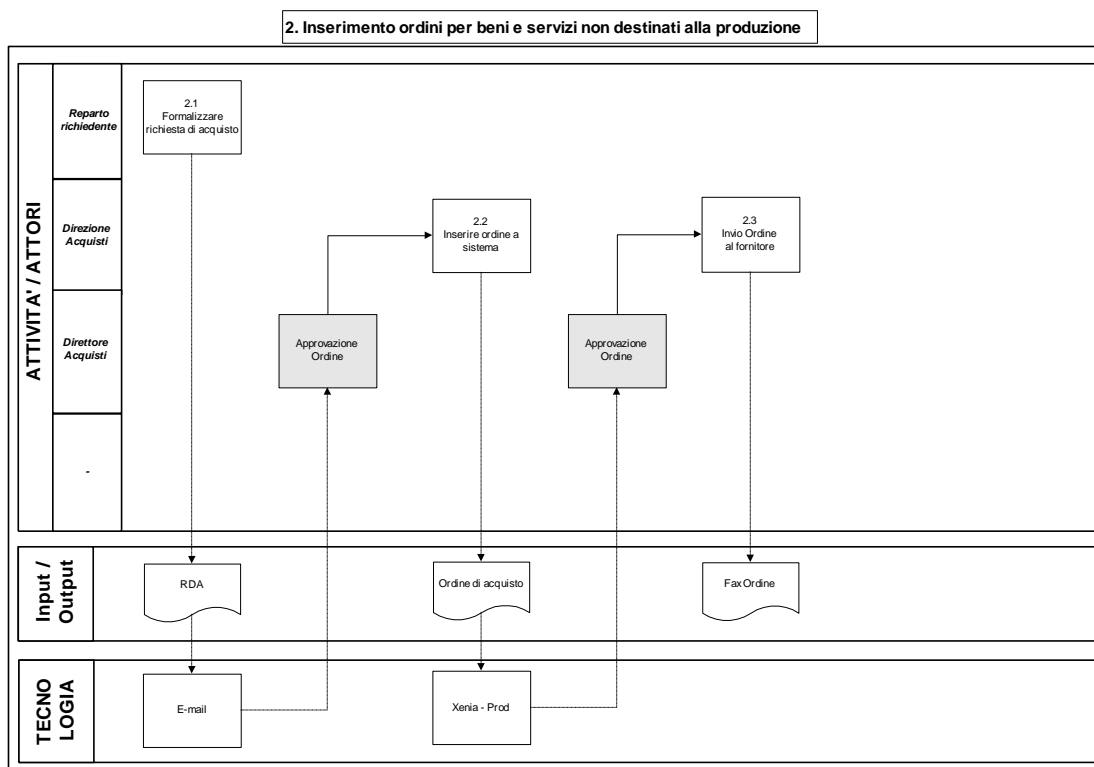 2. Inserimento ordini per beni e servizi non destinati alla produzione
ATTIVITA' / ATTORI
Reparto
richiedente
2.1
Formalizzare
richiesta di acquisto
Direzione
Acquisti
2.2
Inserire ordine a
sistema
2.3
Invio Ordine
al fornitore
Direttore
Acquisti
Approvazione
Ordine
Approvazione
Ordine
-
Input /
Output
RDA
Ordine di acquisto
Fax Ordine
TECNO
LOGIA
E-mail
Xenia - Prod